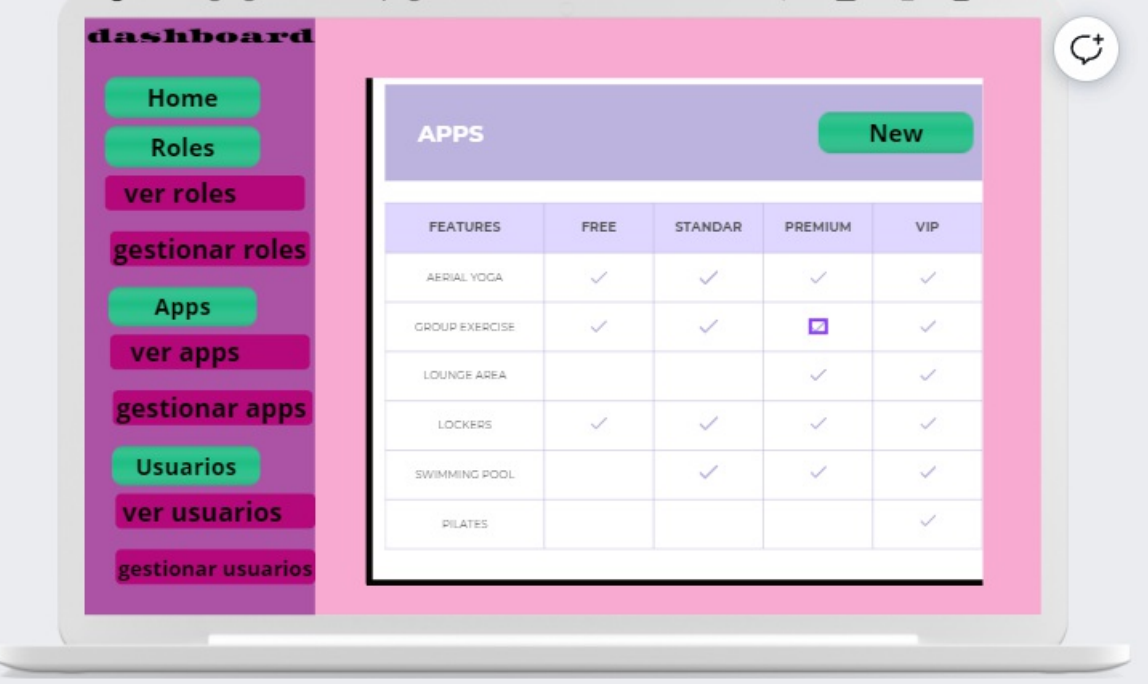 dashboard
Home
Roles
ver roles
gestionar roles
Apps
ver apps
gestionar apps
Usuarios
ver usuarios
gestionar usuarios
APPS
New
FEATURES FREE STANDAR PREMIUM VIP
AERIAL YOGA
GROUP EXERCISE
LOUNGE AREA
LOCKERS
SWIMMING POOL
PILATES